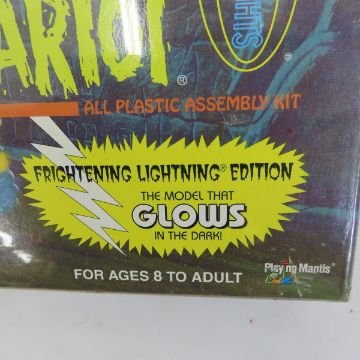 ARIOT
®
HTS
®
ALL PLASTIC ASSEMBLY KIT
FRIGHTENING LIGHTNING® EDITION
THE MODEL THAT
GLOWS
IN THE DARK!
FOR AGES 8 TO ADULT
Playing Mantis